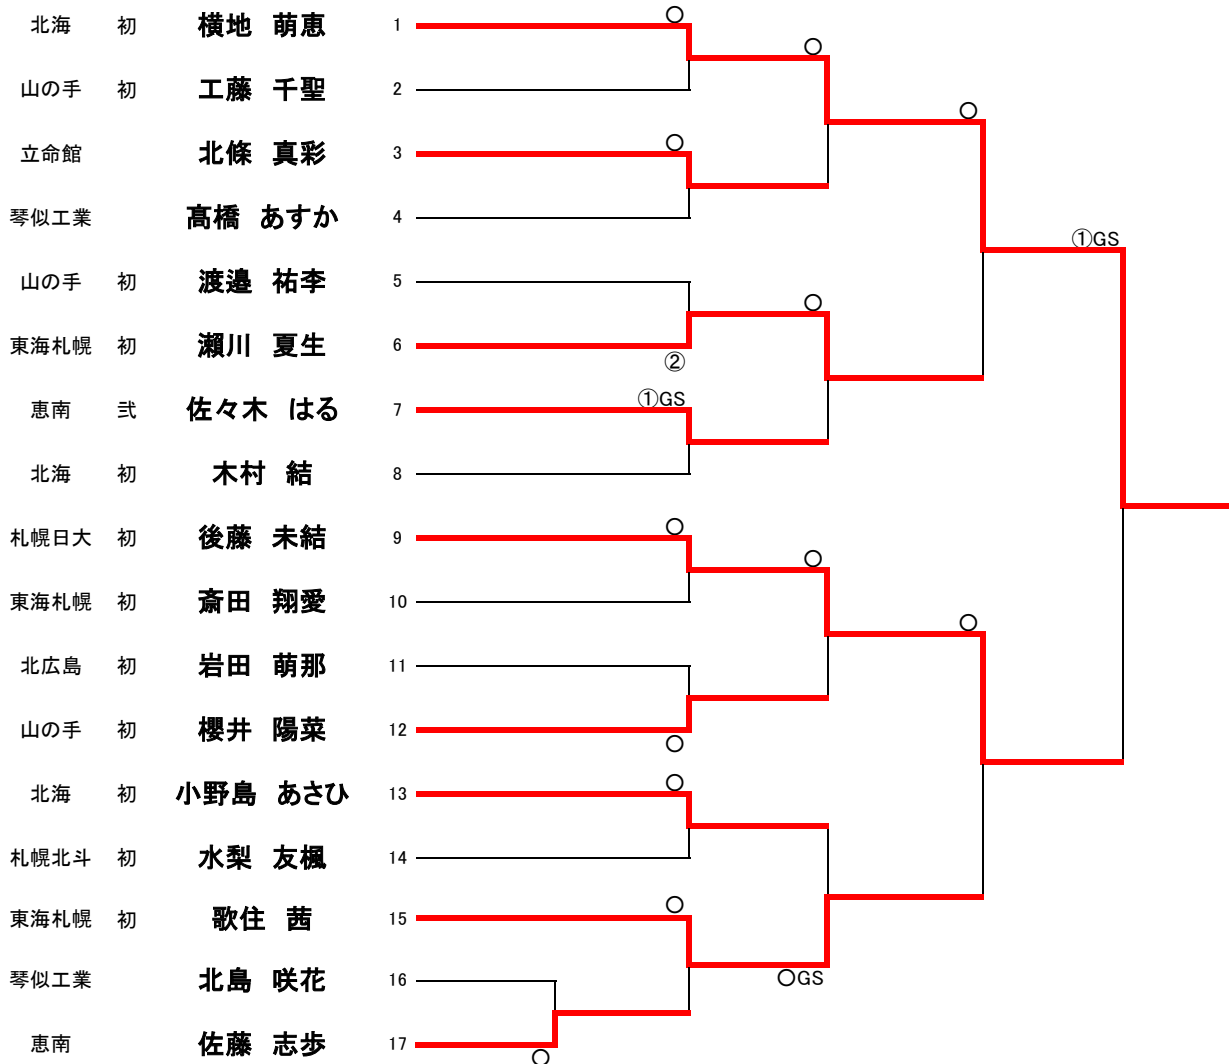 北海 初 横地 萌恵 1 ○
○
山の手 初 工藤 千聖 2
○
立命館 北條 真彩 3 ○
琴似工業 髙橋 あすか 4
①GS
山の手 初 渡邉 祐李 5
○
東海札幌 初 瀨川 夏生 6
②
恵南 弐 佐々木 はる 7 ①GS
北海 初 木村 結 8
札幌日大 初 後藤 未結 9 ○
○
東海札幌 初 斎田 翔愛 10
○
北広島 初 岩田 萌那 11
山の手 初 櫻井 陽菜 12
○
北海 初 小野島 あさひ 13 ○
札幌北斗 初 水梨 友楓 14
東海札幌 初 歌住 茜 15 ○
琴似工業 北島 咲花 16 ○GS
恵南 佐藤 志歩 17
○